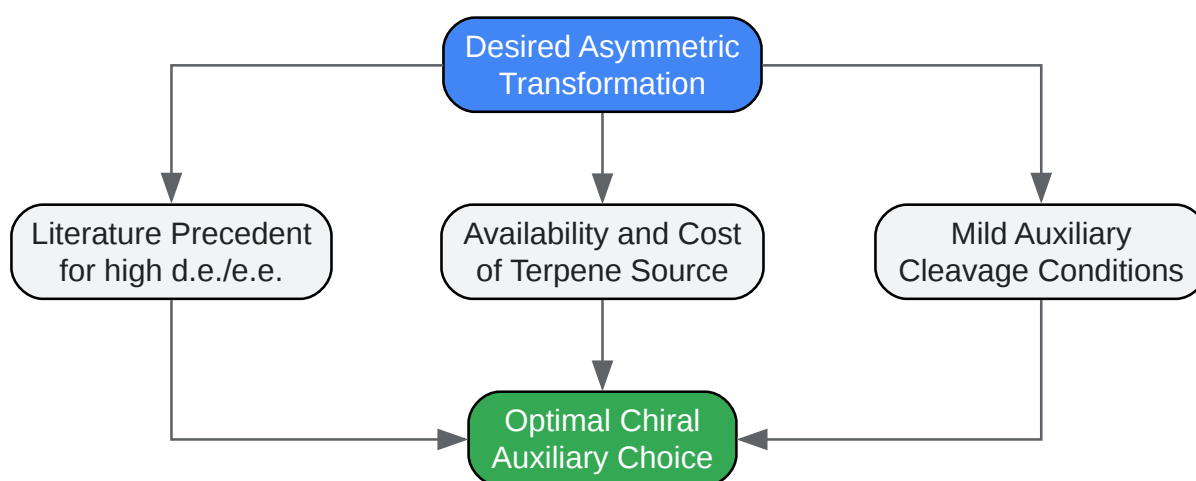 Desired Asymmetric
Transformation
Literature Precedent
for high d.e./e.e.
Availability and Cost
of Terpene Source
Mild Auxiliary
Cleavage Conditions
Optimal Chiral
Auxiliary Choice